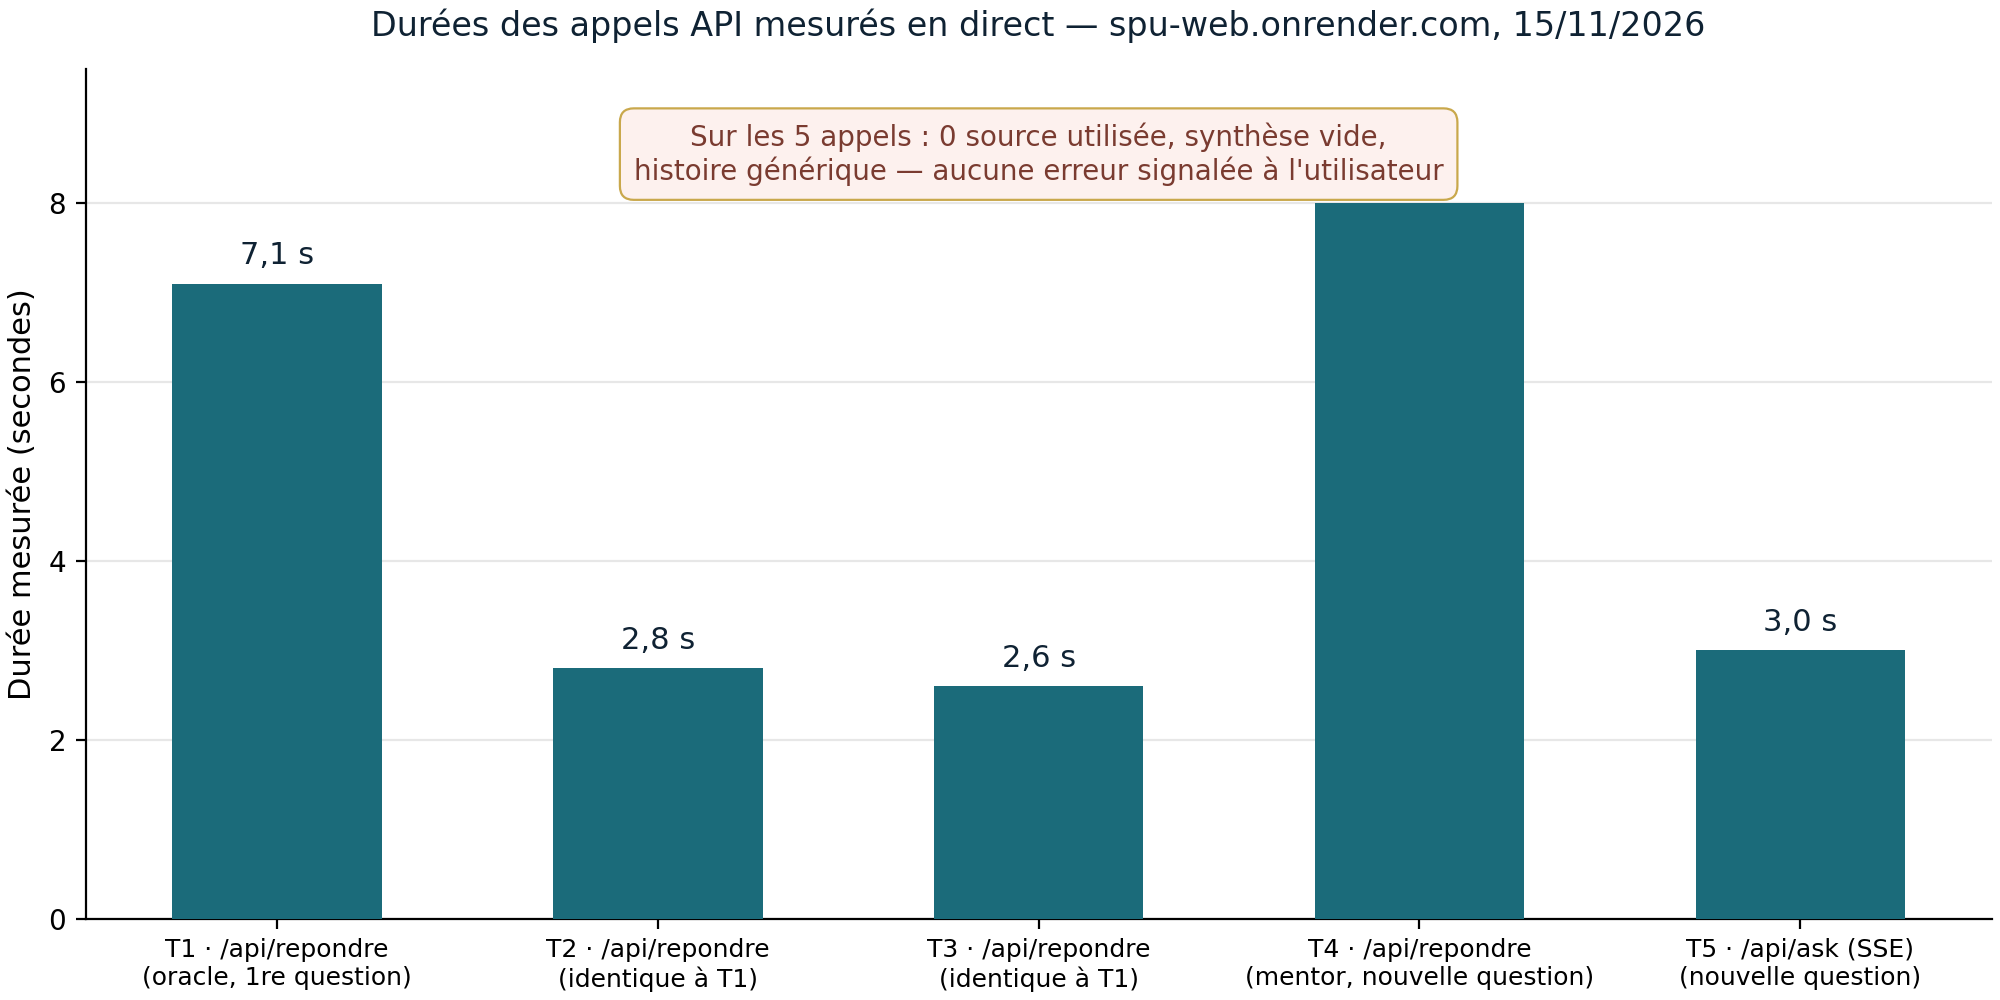 Durées des appels API mesurés en direct — spu-web.onrender.com, 15/11/2026
Sur les 5 appels : 0 source utilisée, synthèse vide,
histoire générique — aucune erreur signalée à l'utilisateur
Durée mesurée (secondes)
8
6
4
2
0
7,1 s
2,8 s
2,6 s
3,0 s
T1 · /api/repondre
(oracle, 1re question)
T2 · /api/repondre
(identique à T1)
T3 · /api/repondre
(identique à T1)
T4 · /api/repondre
(mentor, nouvelle question)
T5 · /api/ask (SSE)
(nouvelle question)